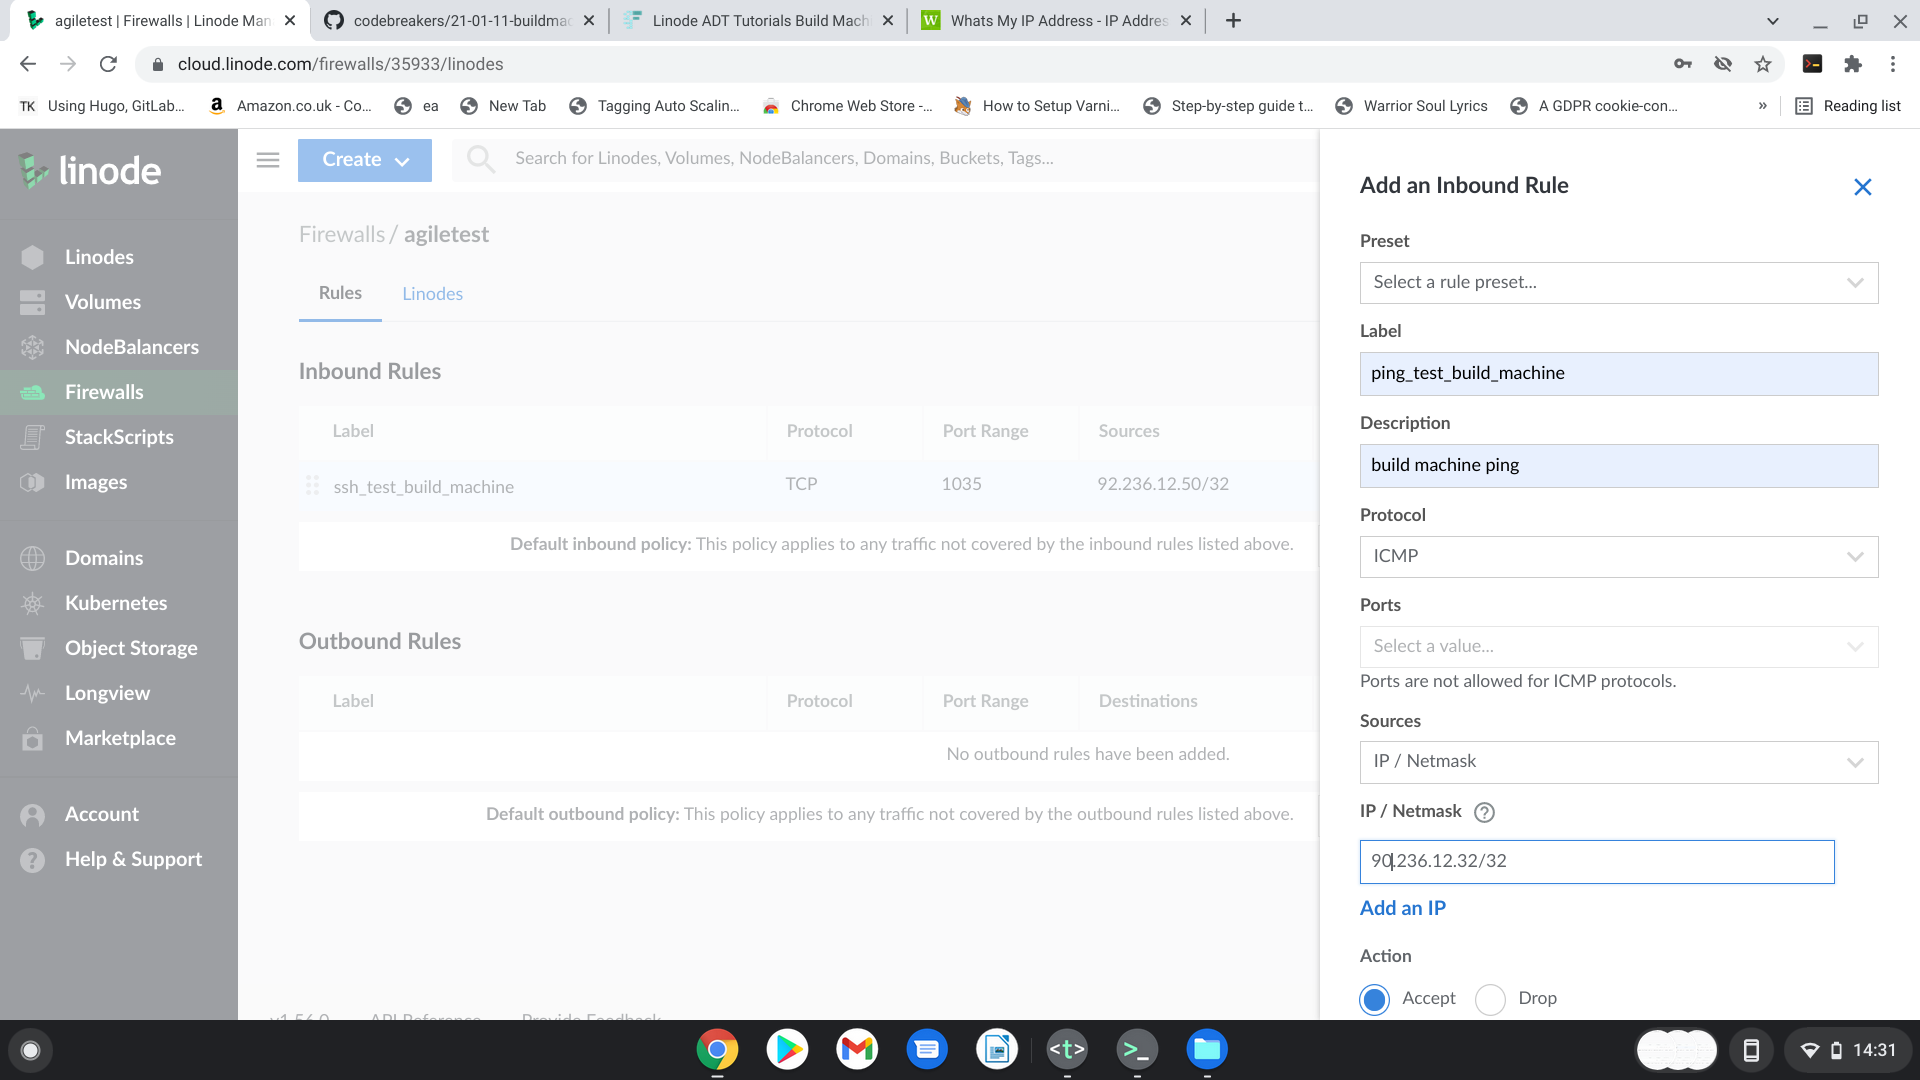 agiletest | Firewalls | Linode Man
codebreakers/21-01-11-buildmac
Linode ADT Tutorials Build Mach
W
Whats My IP Address - IP Addres
cloud.linode.com/firewalls/35933/linodes
TK
Using Hugo, GitLab...
Amazon.co.uk - Co...
ea
New Tab
Tagging Auto Scalin...
Chrome Web Store -...
How to Setup Varni...
Step-by-step guide t...
Warrior Soul Lyrics
A GDPR cookie-con...
»
Reading list
linode
Create
Search for Linodes, Volumes, NodeBalancers, Domains, Buckets, Tags...
Linodes
Volumes
NodeBalancers
Firewalls
StackScripts
Images
Domains
Kubernetes
Object Storage
Longview
Marketplace
Account
Help & Support
Firewalls / agiletest
Rules
Linodes
Inbound Rules
Label Protocol Port Range Sources
ssh_test_build_machine TCP 1035 92.236.12.50/32
Default inbound policy: This policy applies to any traffic not covered by the inbound rules listed above.
Outbound Rules
Label Protocol Port Range Destinations
No outbound rules have been added.
Default outbound policy: This policy applies to any traffic not covered by the outbound rules listed above.
v1.56.0 API Reference Provide Feedback
Add an Inbound Rule
Preset
Select a rule preset...
Label
ping_test_build_machine
Description
build machine ping
Protocol
ICMP
Ports
Select a value...
Ports are not allowed for ICMP protocols.
Sources
IP / Netmask
IP / Netmask
90.236.12.32/32
Add an IP
Action
Accept
Drop
<t>
>_
14:31